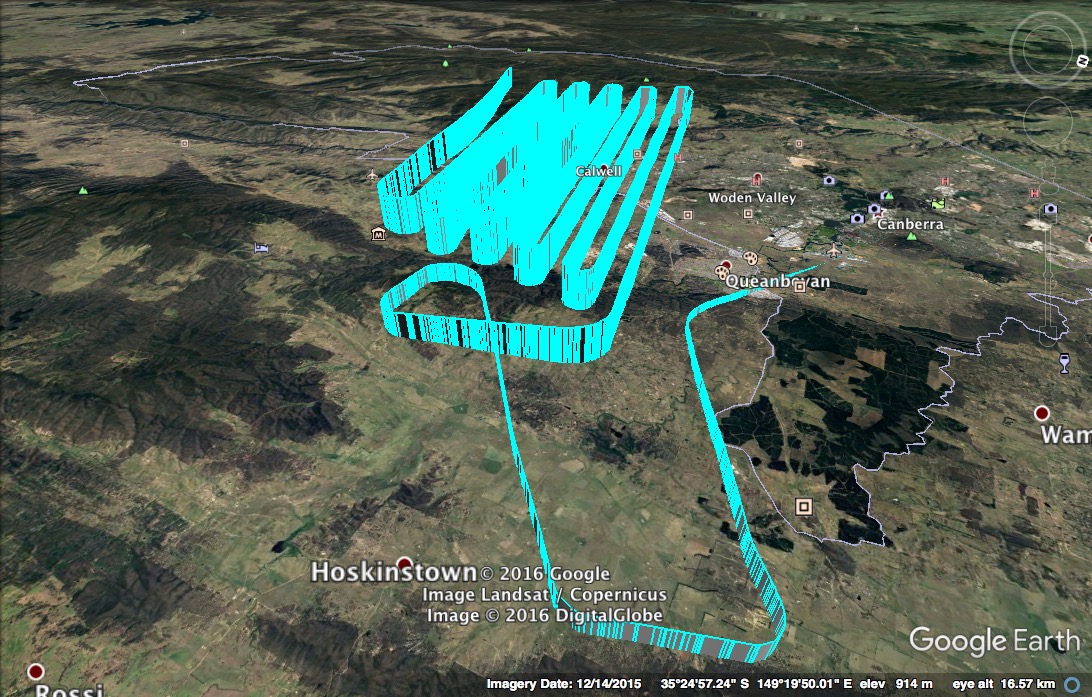 Calwell
Woden Valley
Canberra
Queanbeyan
Wam
Hoskinstown
© 2016 Google
Image Landsat / Copernicus
Image © 2016 DigitalGlobe
Google Earth
Rossi
Imagery Date: 12/14/2015 35°24'57.24" S 149°19'50.01" E elev 914 m eye alt 16.57 km